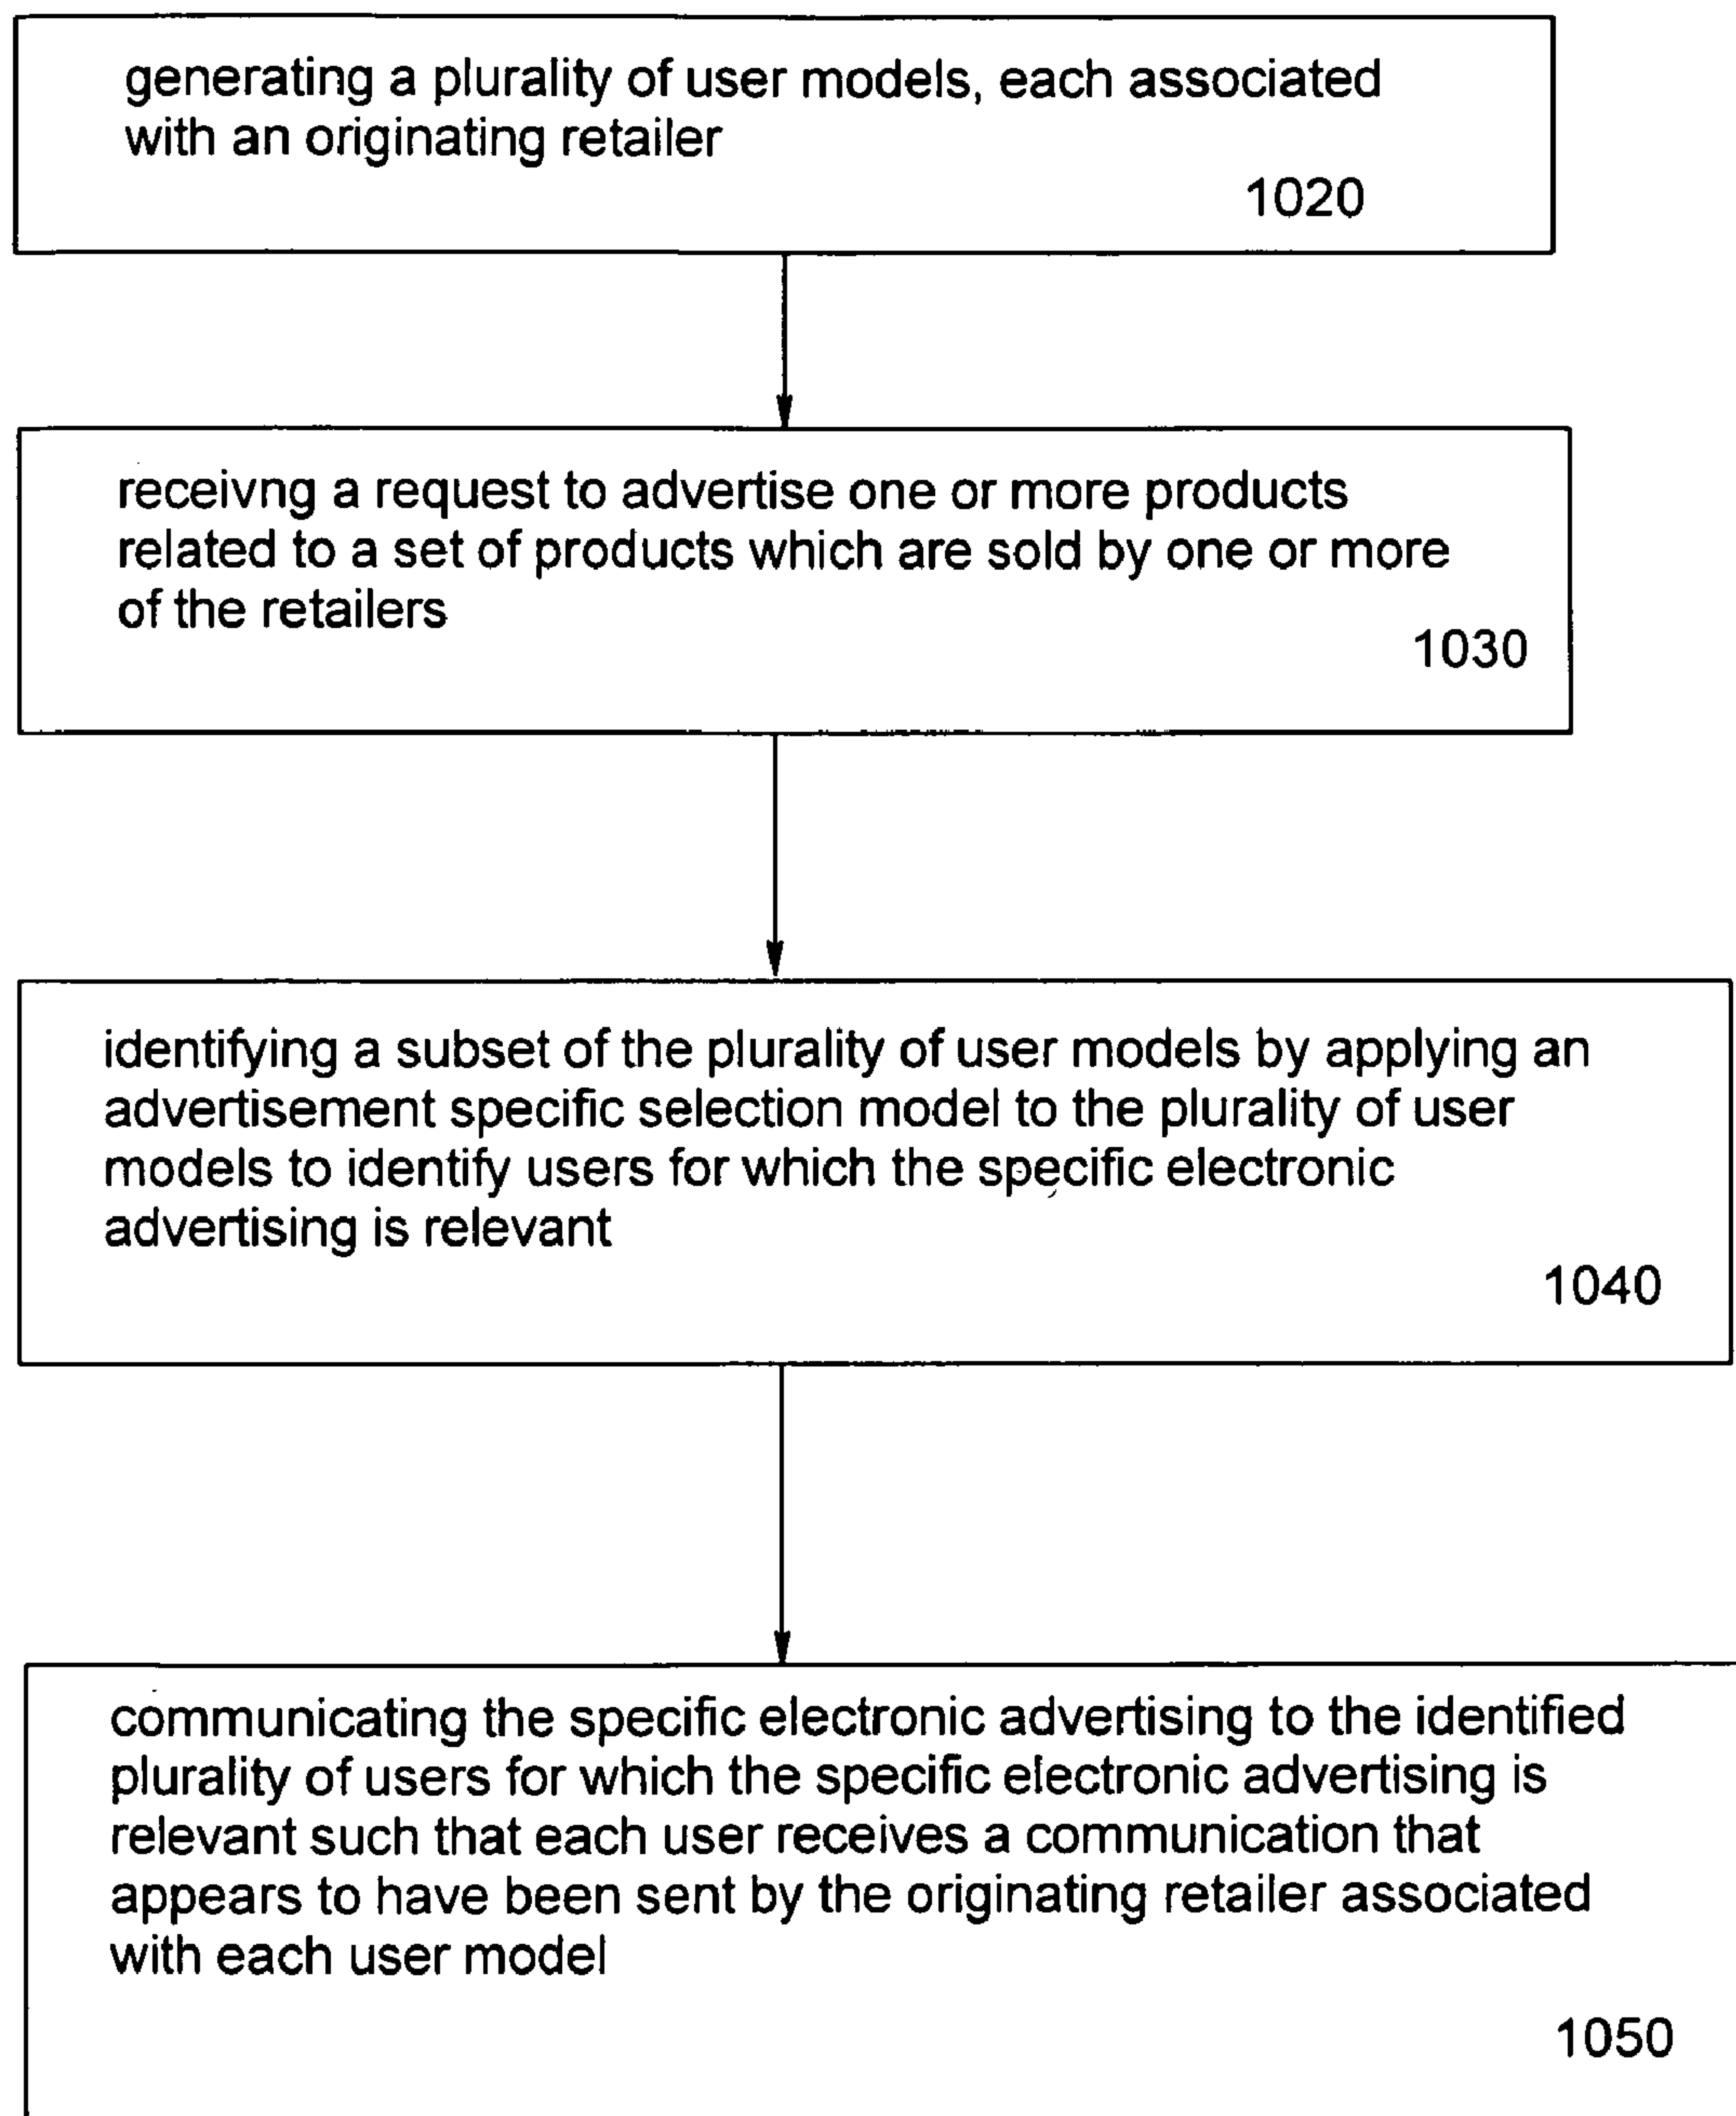 generating a plurality of user models, each associated
with an originating retailer
1020
receivng a request to advertise one or more products
related to a set of products which are sold by one or more
of the retailers
1030
identifying a subset of the plurality of user models by applying an
advertisement specific selection model to the plurality of user
models to identify users for which the specific electronic
advertising is relevant
1040
communicating the specific electronic advertising to the identified
plurality of users for which the specific electronic advertising is
relevant such that each user receives a communication that
appears to have been sent by the originating retailer associated
with each user model
1050